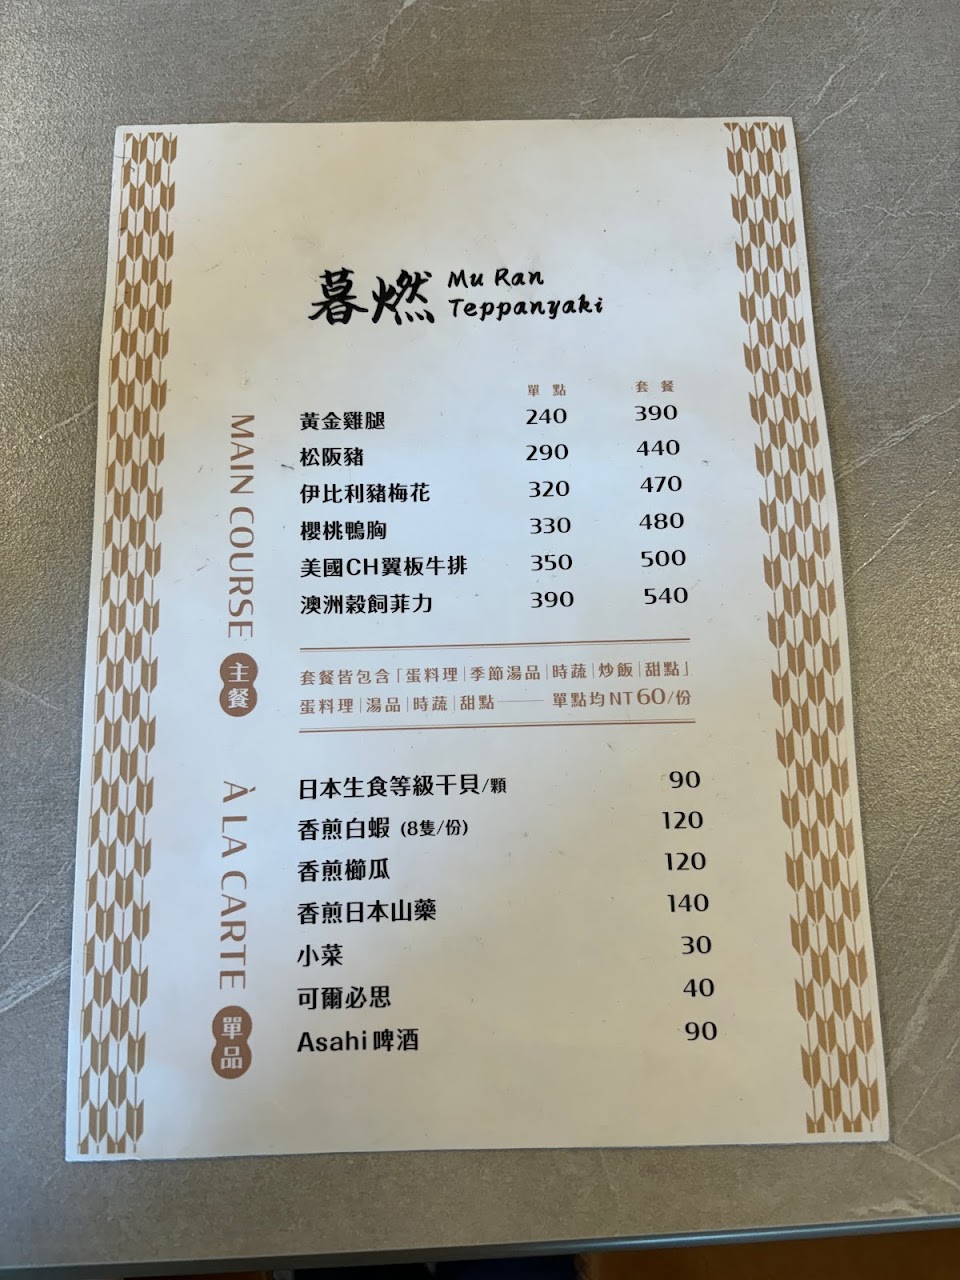 暮燃 Mu Ran
Teppanyaki
單點 套餐
MAIN COURSE 主餐
黃金雞腿 240 390
松阪豬 290 440
伊比利豬梅花 320 470
櫻桃鴨胸 330 480
美國CH翼板牛排 350 500
澳洲穀飼菲力 390 540
套餐皆包含「蛋料理|季節湯品|時蔬|炒飯|甜點」
蛋料理|湯品|時蔬|甜點——單點均NT60/份
À LA CARTE 單品
日本生食等級干貝/顆 90
香煎白蝦 (8隻/份) 120
香煎櫛瓜 120
香煎日本山藥 140
小菜 30
可爾必思 40
Asahi啤酒 90